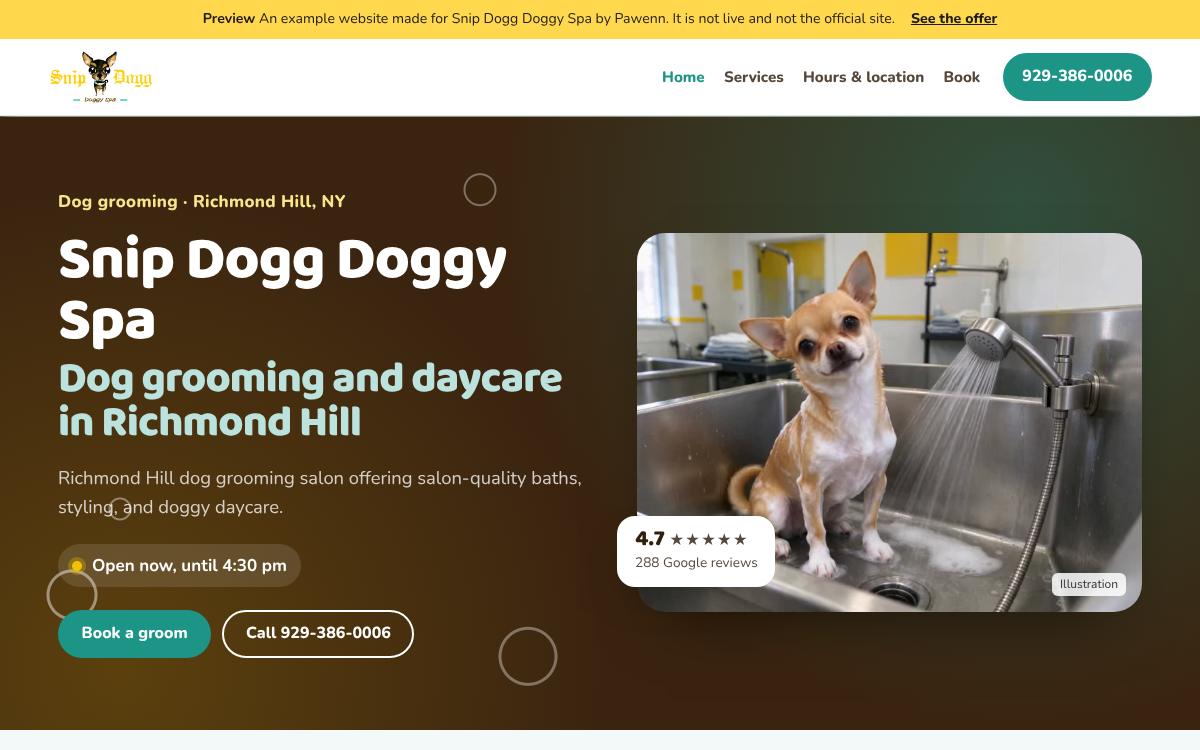 Preview An example website made for Snip Dogg Doggy Spa by Pawenn. It is not live and not the official site. See the offer
Snip Dogg
Doggy Spa
Home Services Hours & location Book 929-386-0006
Dog grooming · Richmond Hill, NY
Snip Dogg Doggy
Spa
Dog grooming and daycare
in Richmond Hill
Richmond Hill dog grooming salon offering salon-quality baths,
styling, and doggy daycare.
Open now, until 4:30 pm
Book a groom Call 929-386-0006
4.7 ★★★★★
288 Google reviews
Illustration